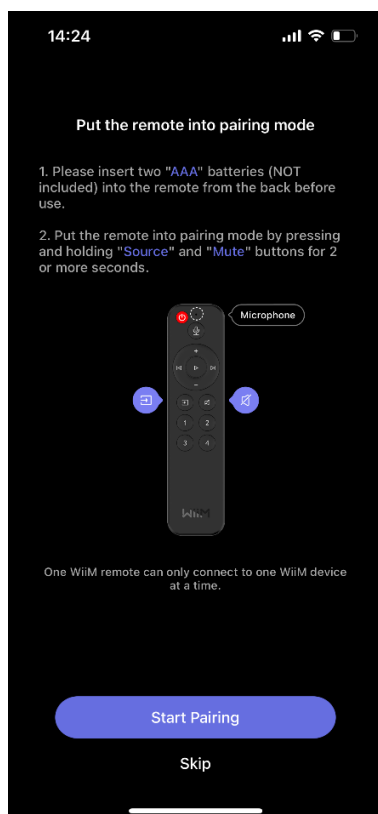 14:24
Put the remote into pairing mode
1. Please insert two "AAA" batteries (NOT
included) into the remote from the back before
use.
2. Put the remote into pairing mode by pressing
and holding "Source" and "Mute" buttons for 2
or more seconds.
Microphone
1 2
3 4
WiiM
One WiiM remote can only connect to one WiiM device
at a time.
Start Pairing
Skip